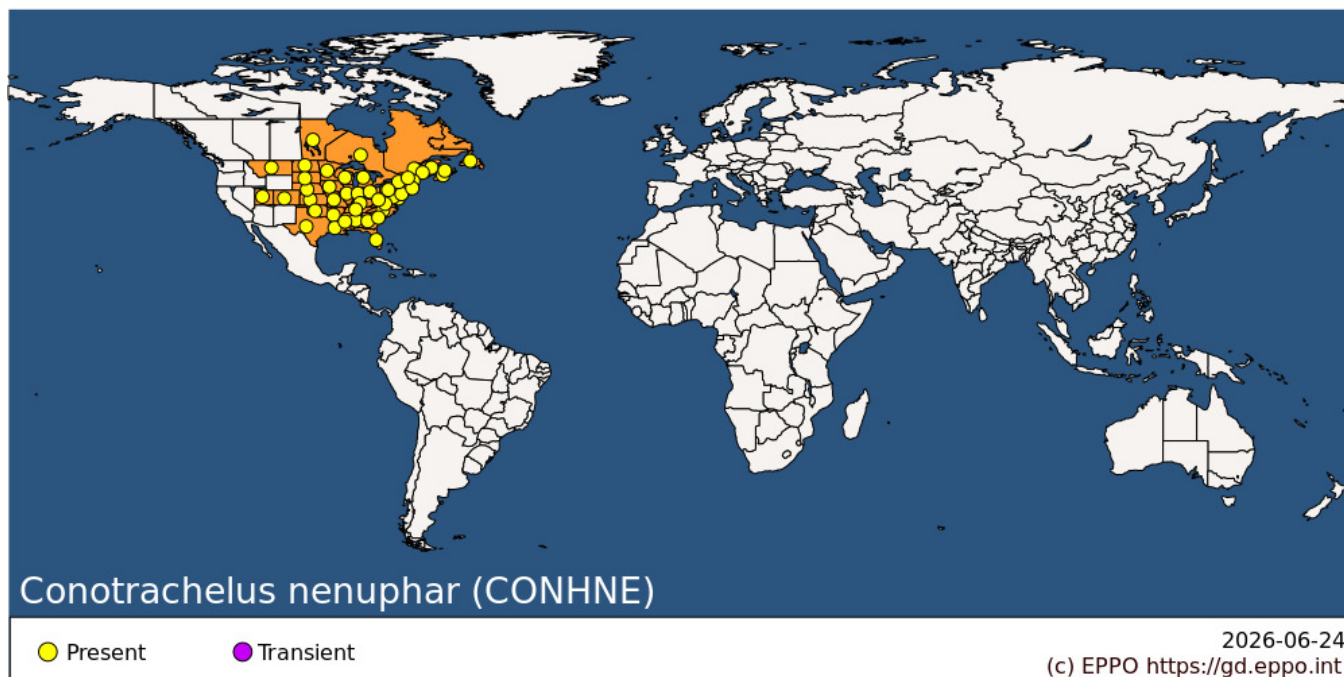 Conotrachelus nenuphar (CONHNE)
Present
Transient
2026-06-24
(c) EPPO https://gd.eppo.int